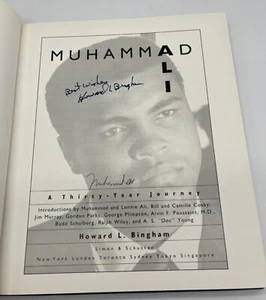 MUHAMMAD
ALI
Best wishes
Howard L Bingham
Muhammad Ali
A Thirty-Year Journey
Introductions by Muhammad and Lonnie Ali, Bill and Camille Cosby,
Jim Murray, Gordon Parks, George Plimpton, Alvin F. Poussaint, M.D.,
Budd Schulberg, Ralph Wiley, and A. S. "Doc" Young
Howard L. Bingham
Simon & Schuster
New York London Toronto Sydney Tokyo Singapore